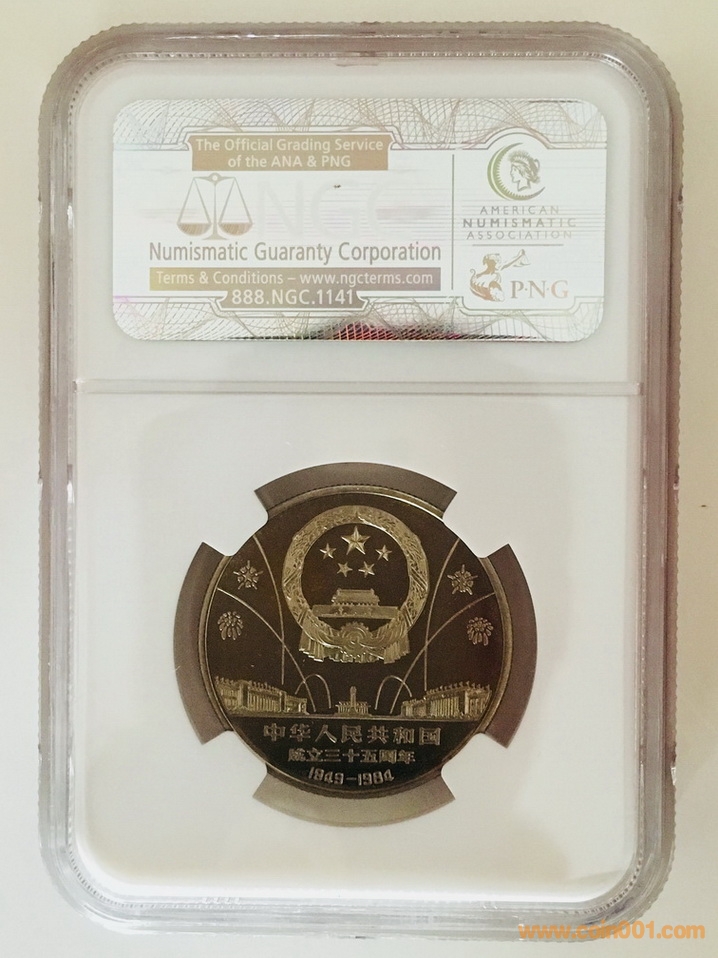 The Official Grading Service
of the ANA & PNG
NGC
Numismatic Guaranty Corporation
Terms & Conditions – www.ngcterms.com
888.NGC.1141
AMERICAN
NUMISMATIC
ASSOCIATION
P·N·G
中华人民共和国
成立三十五周年
1949-1984
www.coin001.com